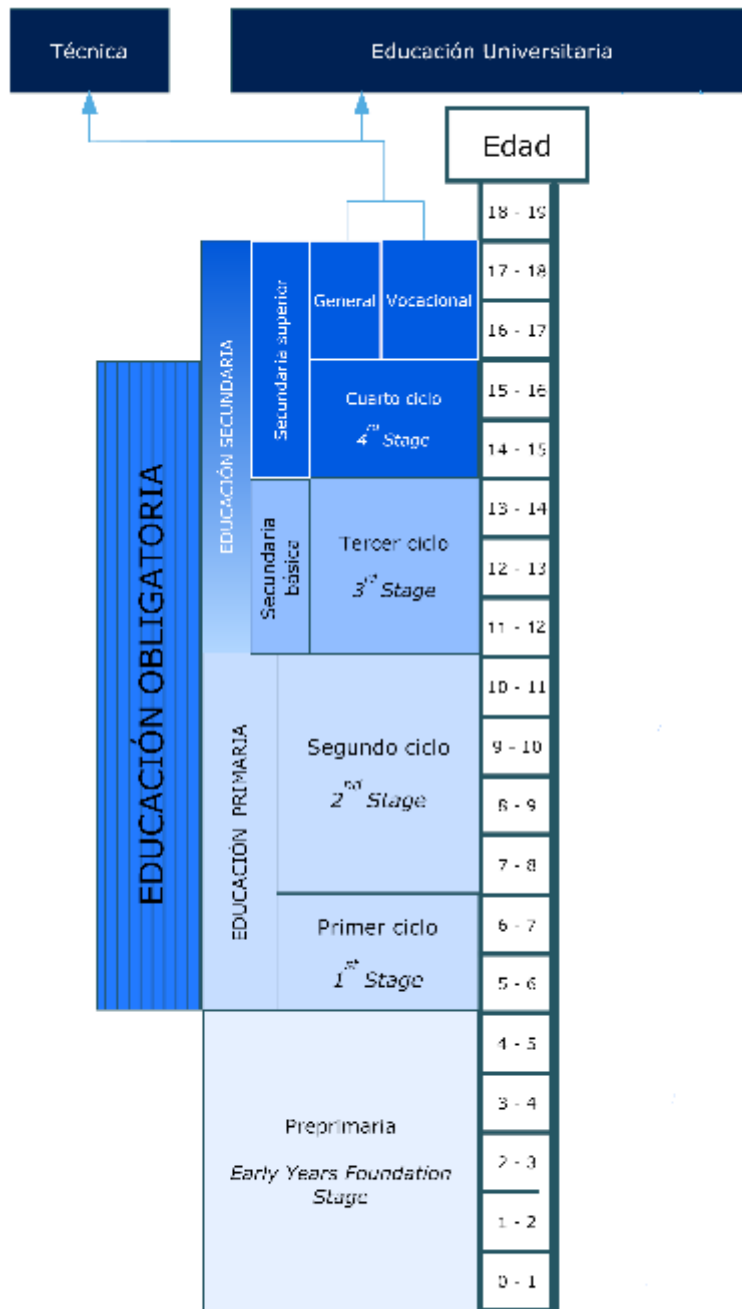 Técnica
Educación Universitaria
Edad
18 - 19
17 - 18
16 - 17
15 - 16
14 - 15
13 - 14
12 - 13
11 - 12
10 - 11
9 - 10
8 - 9
7 - 8
6 - 7
5 - 6
4 - 5
3 - 4
2 - 3
1 - 2
0 - 1
EDUCACIÓN OBLIGATORIA
EDUCACIÓN SECUNDARIA
Secundaria superior
General
Vocacional
Cuarto ciclo
4rd Stage
Secundaria
básica
Tercer ciclo
3rd Stage
EDUCACIÓN PRIMARIA
Segundo ciclo
2nd Stage
Primer ciclo
1st Stage
Preprimaria
Early Years Foundation
Stage